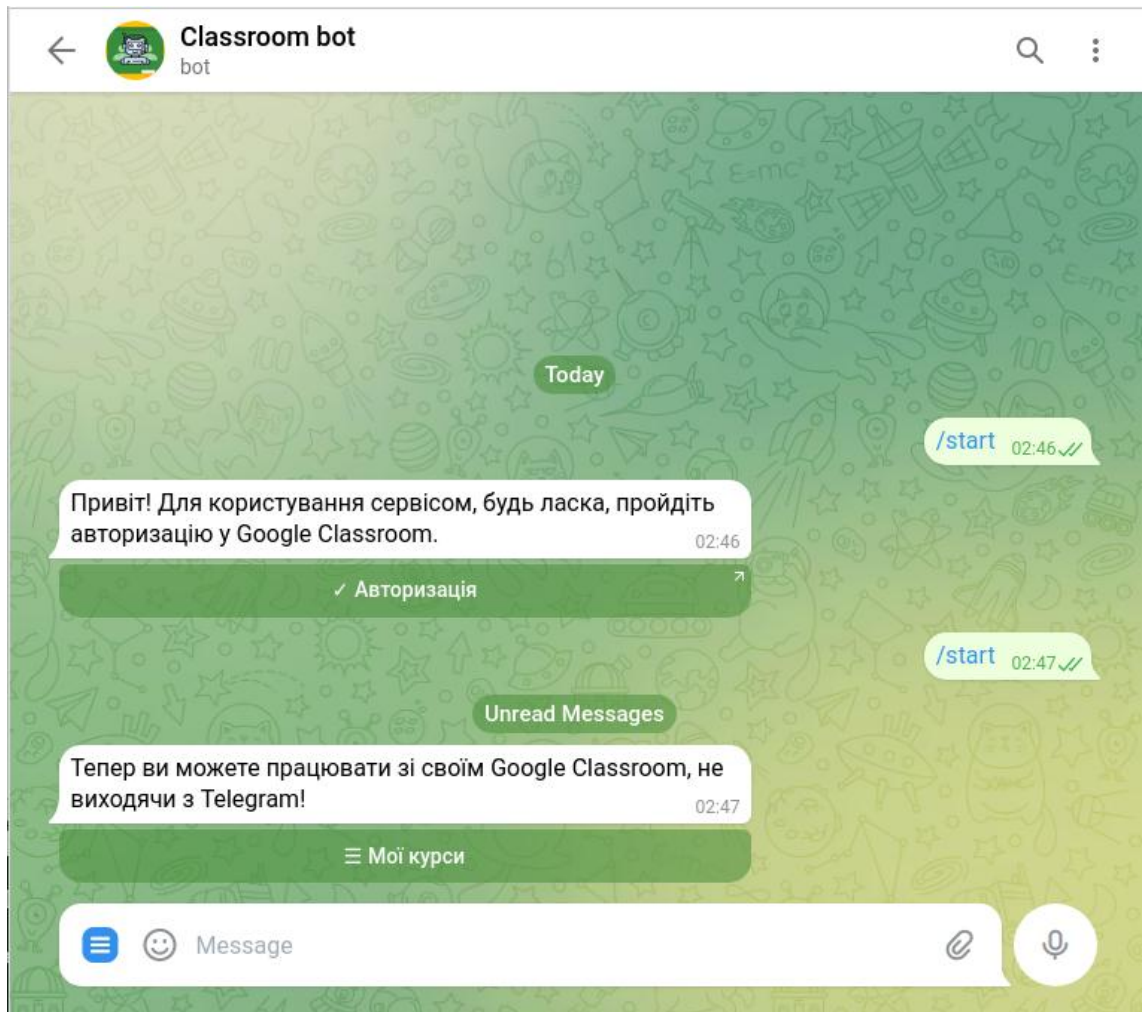 Classroom bot
bot
Today
/start 02:46
Привіт! Для користування сервісом, будь ласка, пройдіть
авторизацію у Google Classroom.
02:46
✓ Авторизація
/start 02:47
Unread Messages
Тепер ви можете працювати зі своїм Google Classroom, не
виходячи з Telegram!
02:47
☰ Мої курси
Message